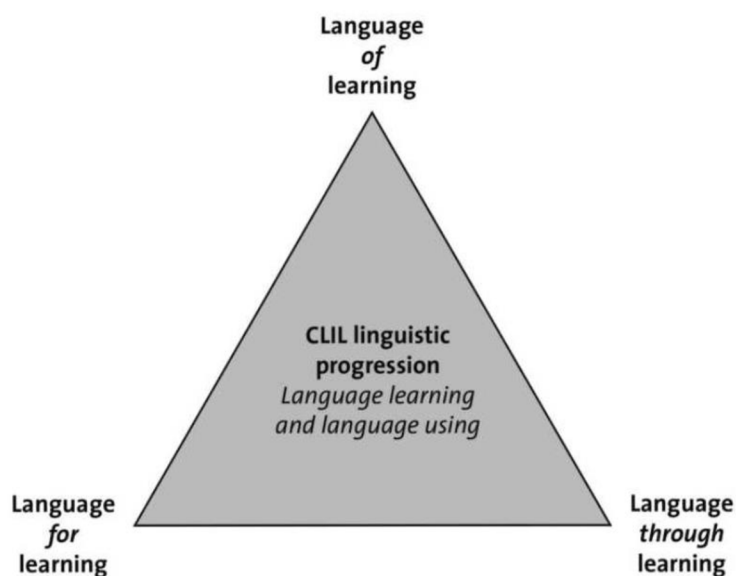 Language
of
learning
CLIL linguistic
progression
Language learning
and language using
Language
for
learning
Language
through
learning